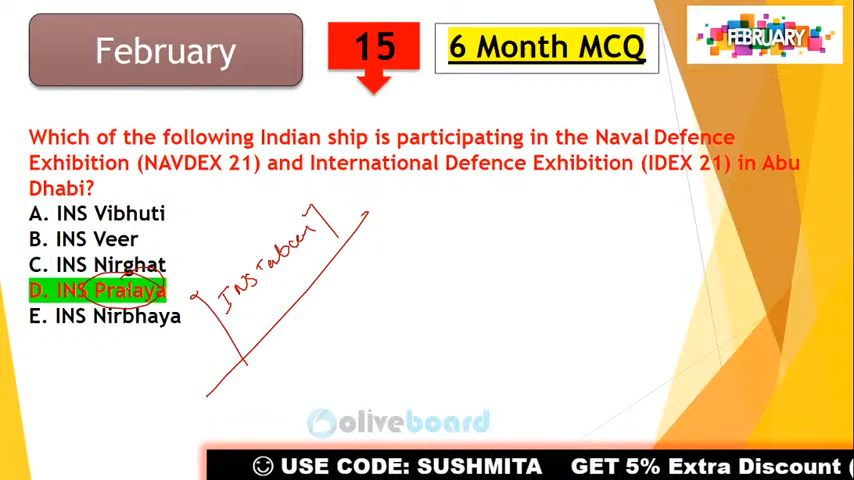 February
15
6 Month MCQ
FEBRUARY
Which of the following Indian ship is participating in the Naval Defence
Exhibition (NAVDEX 21) and International Defence Exhibition (IDEX 21) in Abu
Dhabi?
A. INS Vibhuti
B. INS Veer
C. INS Nirghat
D. INS Pralaya
E. INS Nirbhaya
INS
oliveboard
USE CODE: SUSHMITA GET 5% Extra Discount (